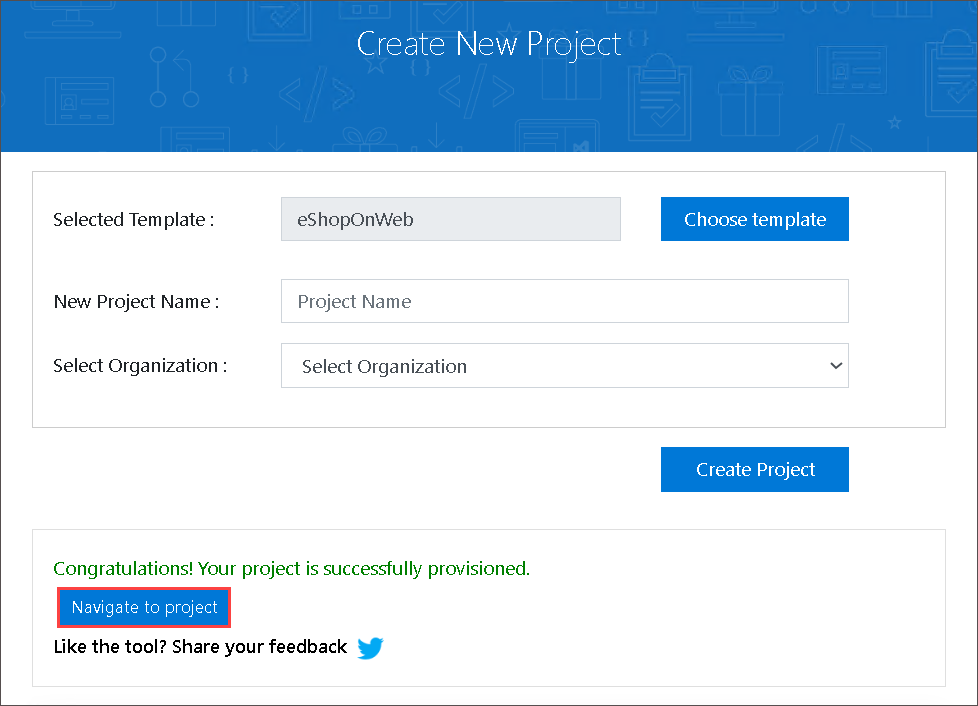 Create New Project
Selected Template :
eShopOnWeb
Choose template
New Project Name :
Project Name
Select Organization :
Select Organization
Create Project
Congratulations! Your project is successfully provisioned.
Navigate to project
Like the tool? Share your feedback